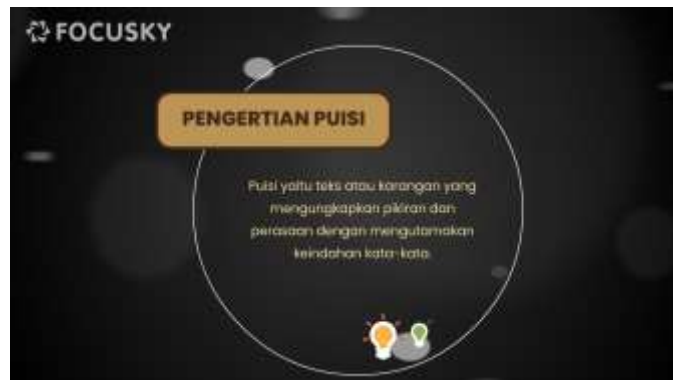 FOCUSKY
PENGERTIAN PUISI
Puisi yaitu teks atau karangan yang
mengungkapkan pikiran dan
perasaan dengan mengutamakan
keindahan kata-kata.